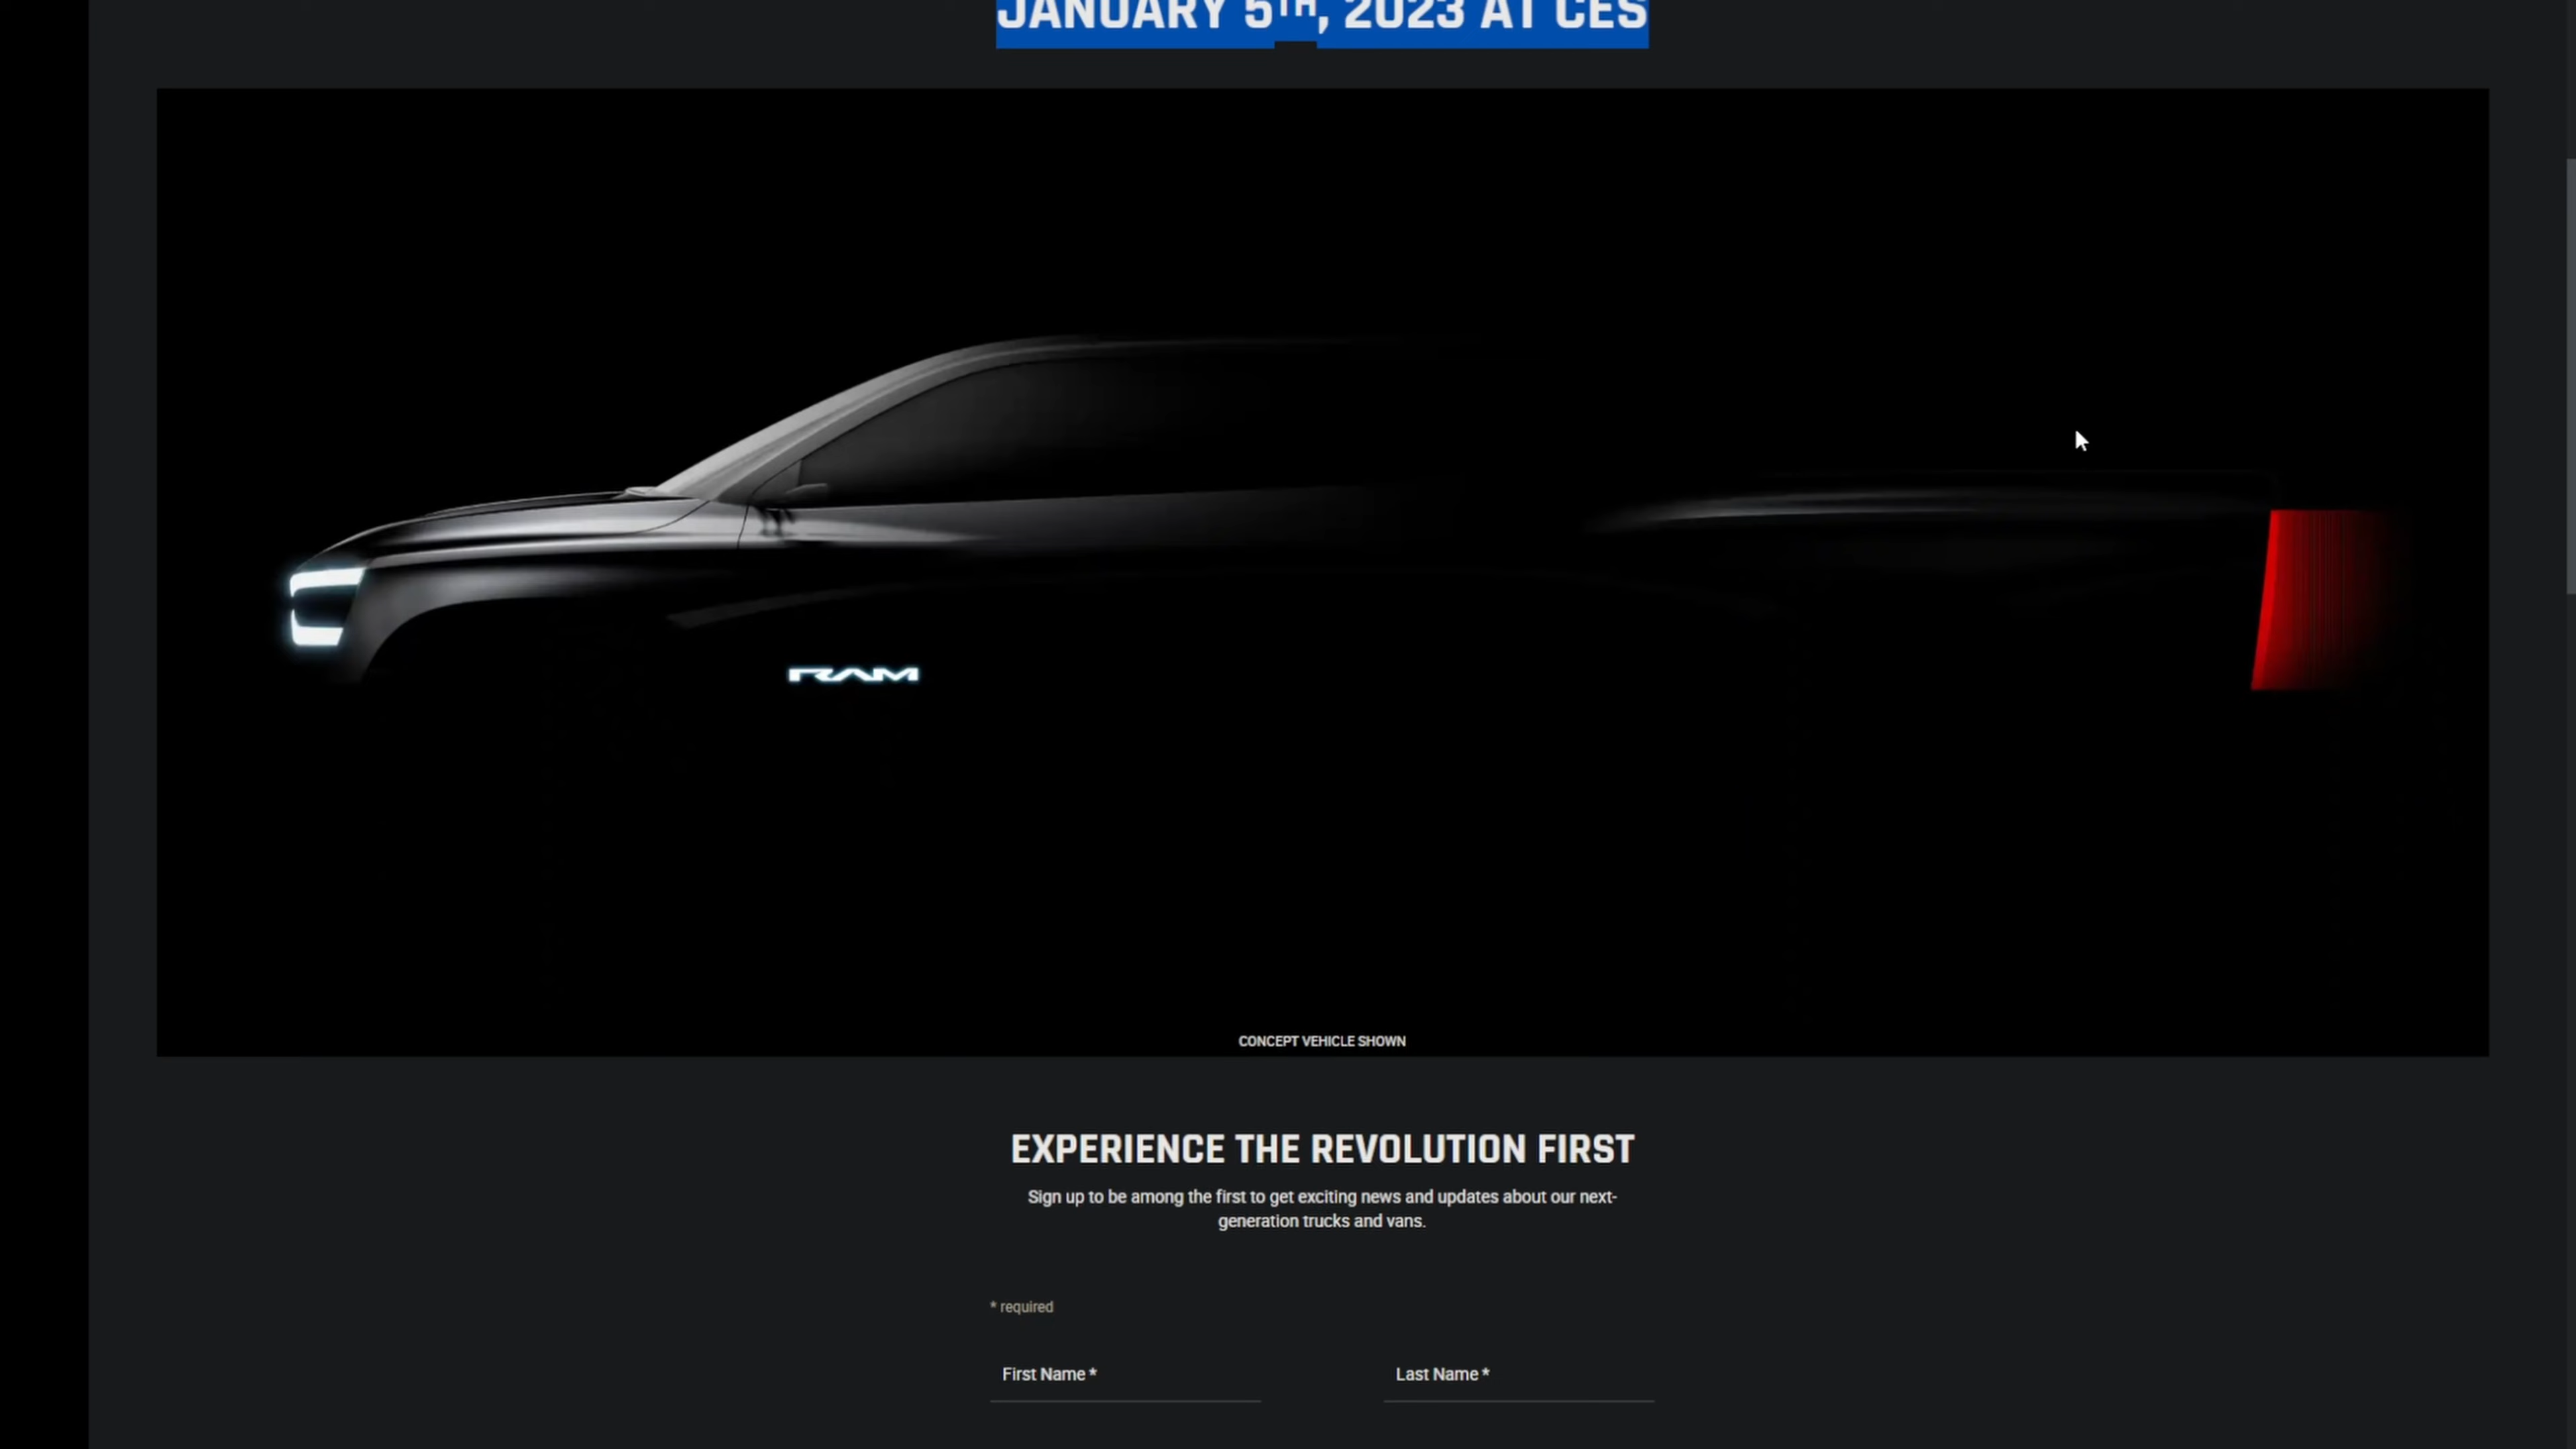 JANUARY 5TH, 2023 AT CES
RAM
CONCEPT VEHICLE SHOWN
EXPERIENCE THE REVOLUTION FIRST
Sign up to be among the first to get exciting news and updates about our next-
generation trucks and vans.
* required
First Name *
Last Name *